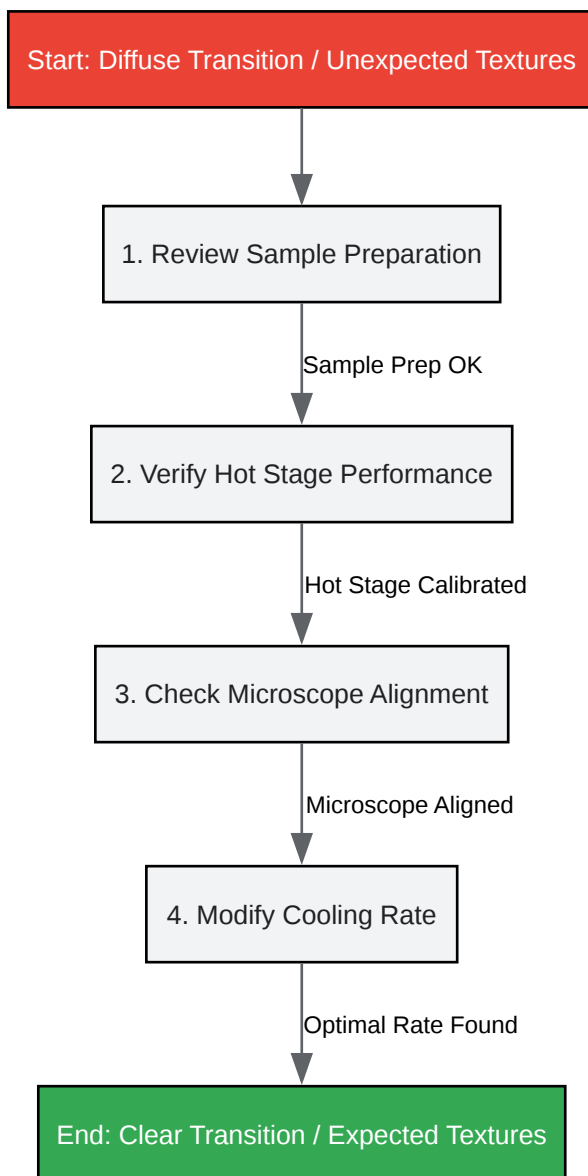 Start: Diffuse Transition / Unexpected Textures
1. Review Sample Preparation
Sample Prep OK
2. Verify Hot Stage Performance
Hot Stage Calibrated
3. Check Microscope Alignment
Microscope Aligned
4. Modify Cooling Rate
Optimal Rate Found
End: Clear Transition / Expected Textures